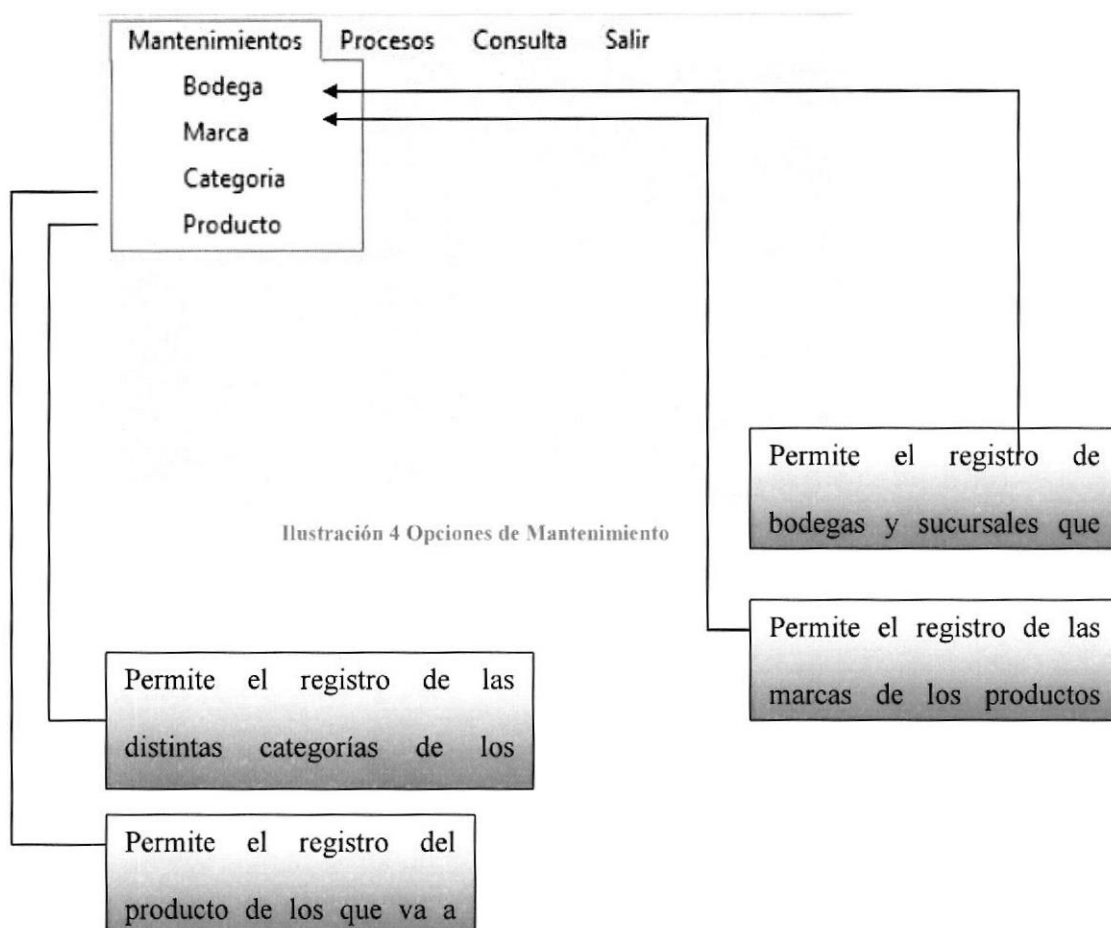 Mantenimientos Procesos Consulta Salir
Bodega
Marca
Categoria
Producto
Permite el registro de
bodegas y sucursales que
Ilustración 4 Opciones de Mantenimiento
Permite el registro de las
marcas de los productos
Permite el registro de las
distintas categorías de los
Permite el registro del
producto de los que va a